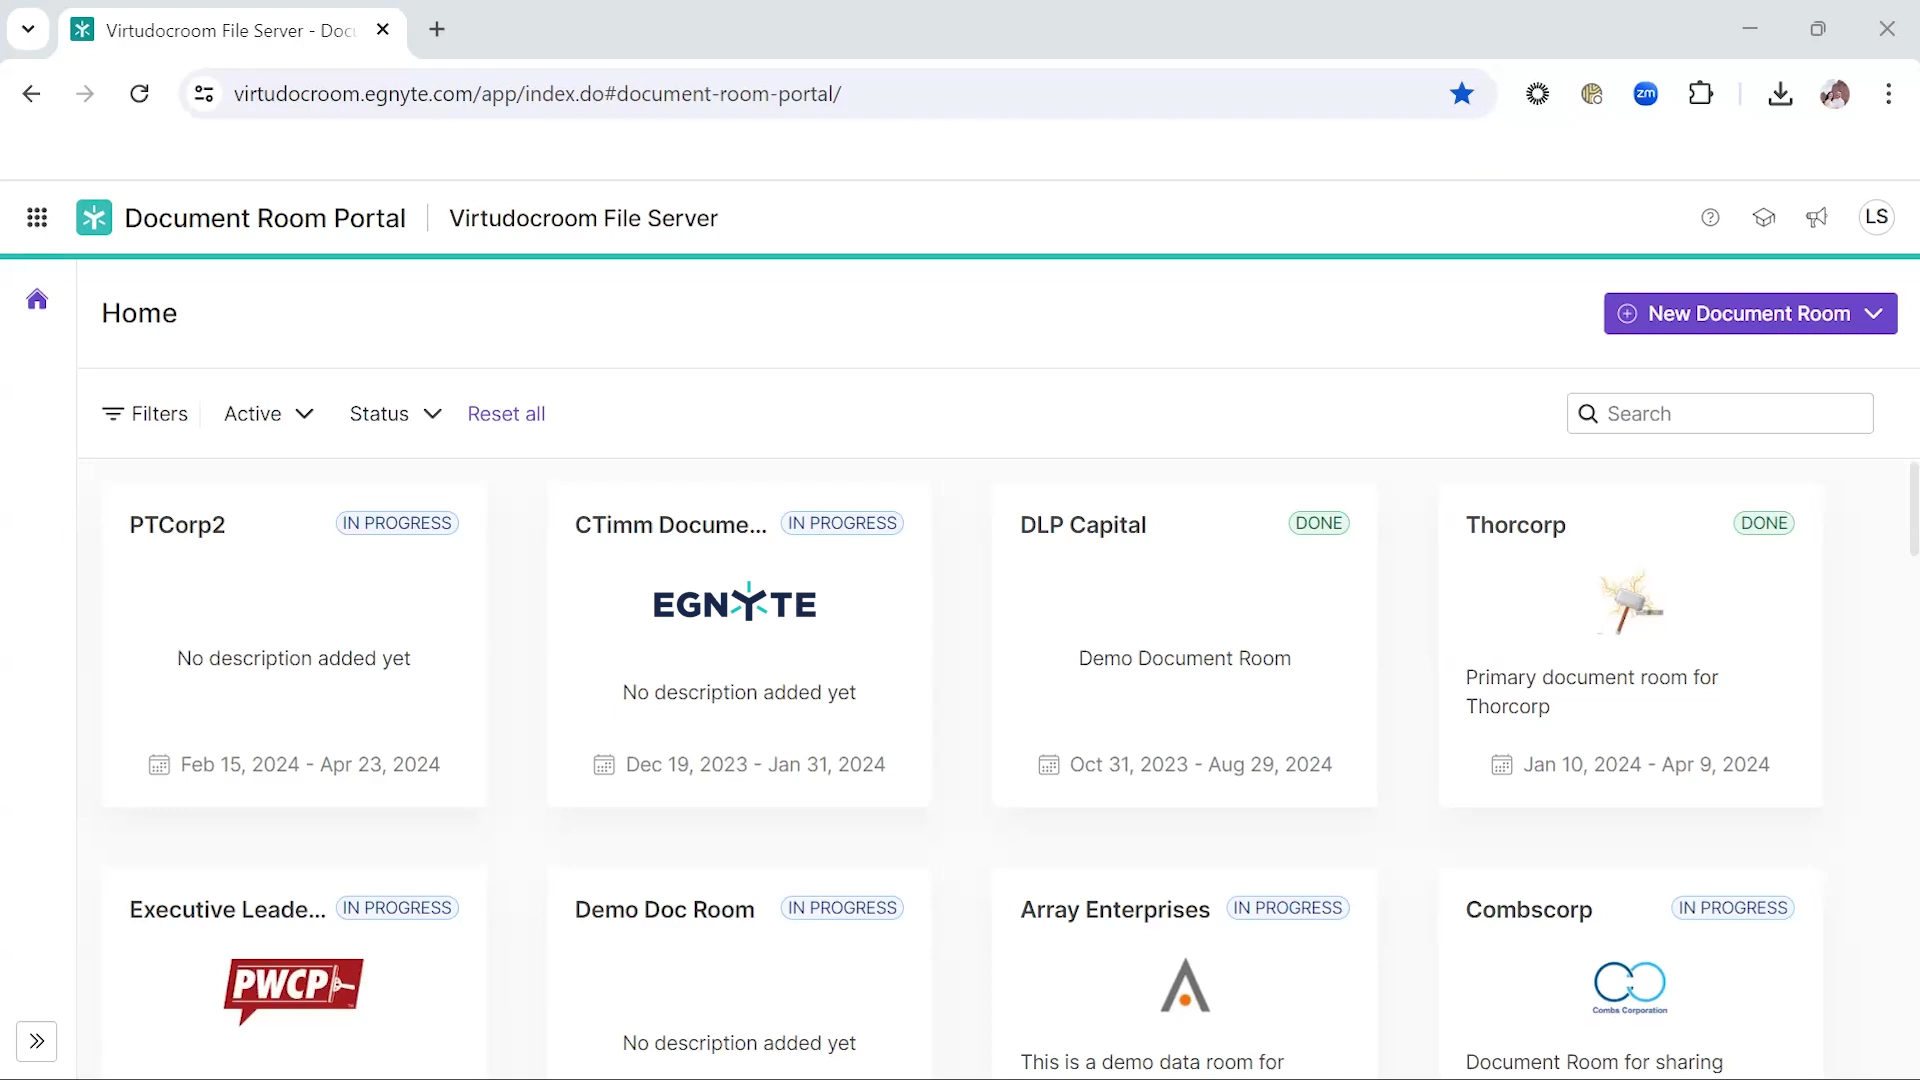 Virtudocroom File Server - Doc
virtudocroom.egnyte.com/app/index.do#document-room-portal/
zm
Document Room Portal
Virtudocroom File Server
LS
Home
New Document Room
Filters
Active
Status
Reset all
Search
PTCorp2
IN PROGRESS
No description added yet
Feb 15, 2024 - Apr 23, 2024
CTimm Docume...
IN PROGRESS
EGNYTE
No description added yet
Dec 19, 2023 - Jan 31, 2024
DLP Capital
DONE
Demo Document Room
Oct 31, 2023 - Aug 29, 2024
Thorcorp
DONE
Primary document room for
Thorcorp
Jan 10, 2024 - Apr 9, 2024
Executive Leade...
IN PROGRESS
PWCP
Demo Doc Room
IN PROGRESS
No description added yet
Array Enterprises
IN PROGRESS
This is a demo data room for
Combscorp
IN PROGRESS
Combs Corporation
Document Room for sharing